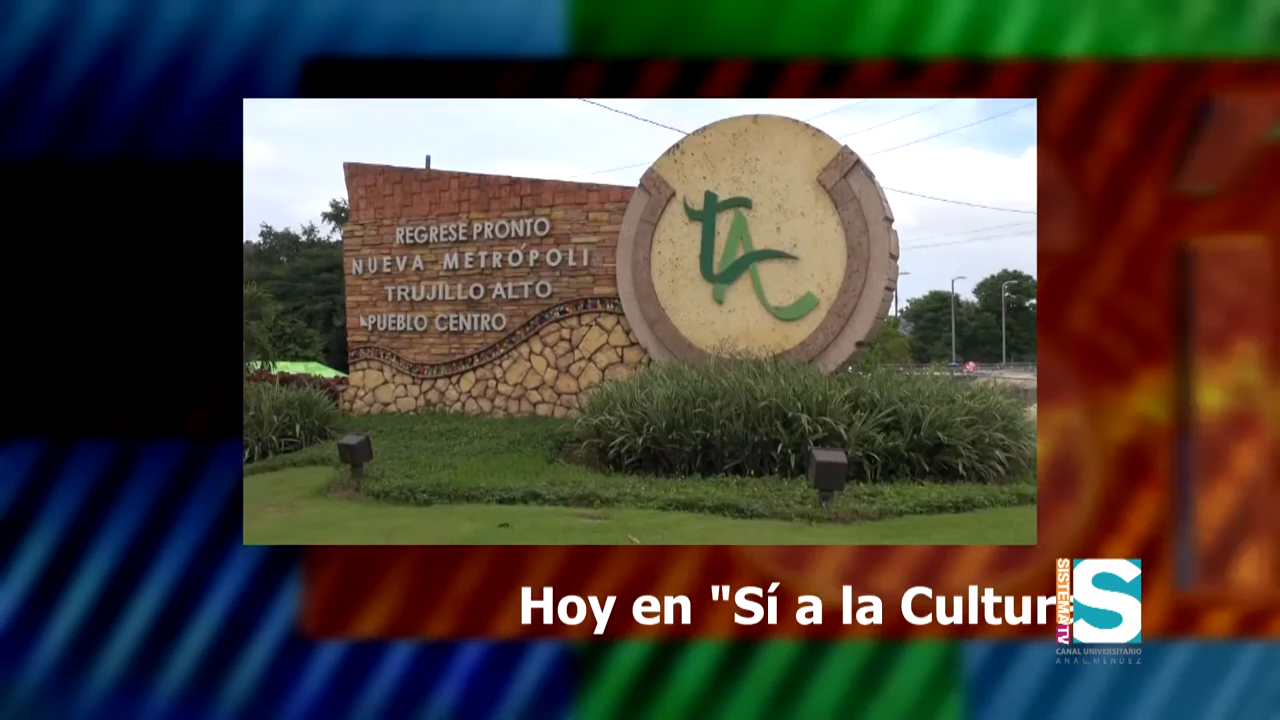 REGRESE PRONTO
NUEVA METRÓPOLI
TRUJILLO ALTO
PUEBLO CENTRO
tA
Hoy en "Sí a la Cultur
SISTEMA TV
S
CANAL UNIVERSITARIO
ANA G. MÉNDEZ